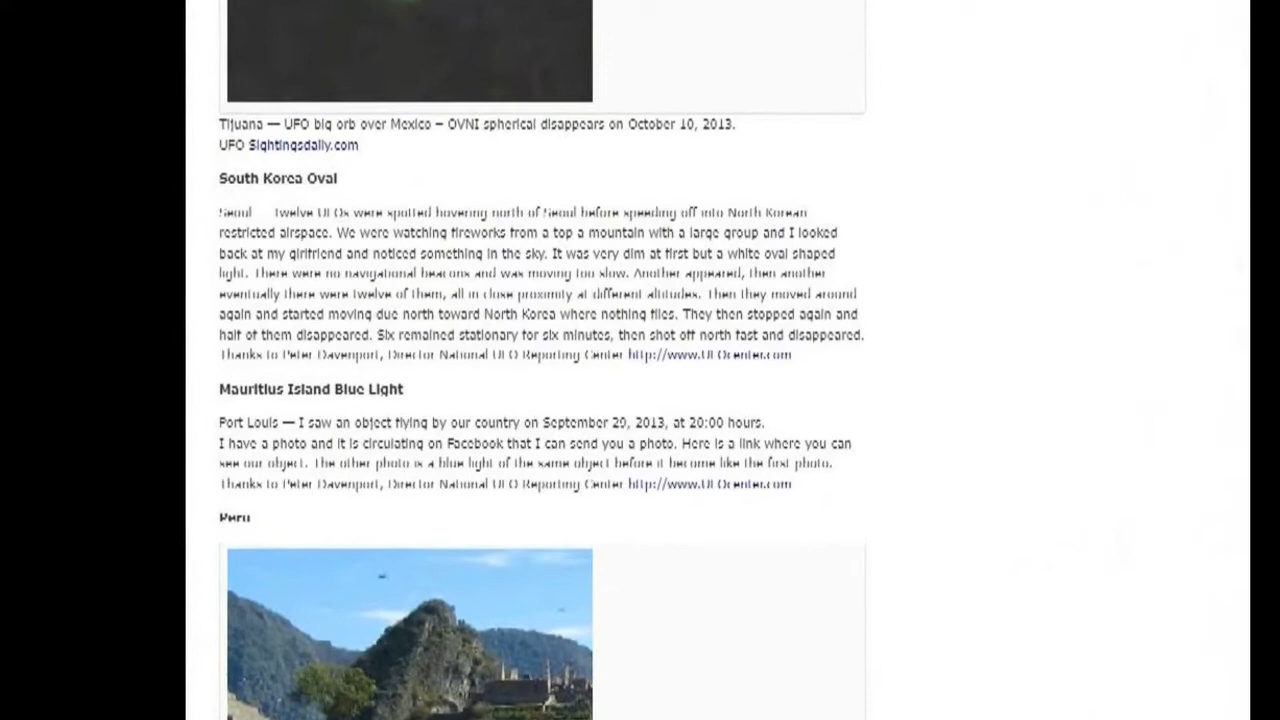 Tijuana — UFO big orb over Mexico – OVNI spherical disappears on October 10, 2013.
UFO Sightingsdaily.com
South Korea Oval
Seoul — Twelve UFOs were spotted hovering north of Seoul before speeding off into North Korean
restricted airspace. We were watching fireworks from a top a mountain with a large group and I looked
back at my girlfriend and noticed something in the sky. It was very dim at first but a white oval shaped
light. There were no navigational beacons and was moving too slow. Another appeared, then another
eventually there were twelve of them, all in close proximity at different altitudes. Then they moved around
again and started moving due north toward North Korea where nothing flies. They then stopped again and
half of them disappeared. Six remained stationary for six minutes, then shot off north fast and disappeared.
Thanks to Peter Davenport, Director National UFO Reporting Center http://www.UFOcenter.com
Mauritius Island Blue Light
Port Louis — I saw an object flying by our country on September 29, 2013, at 20:00 hours.
I have a photo and it is circulating on Facebook that I can send you a photo. Here is a link where you can
see our object. The other photo is a blue light of the same object before it become like the first photo.
Thanks to Peter Davenport, Director National UFO Reporting Center http://www.UFOcenter.com
Peru